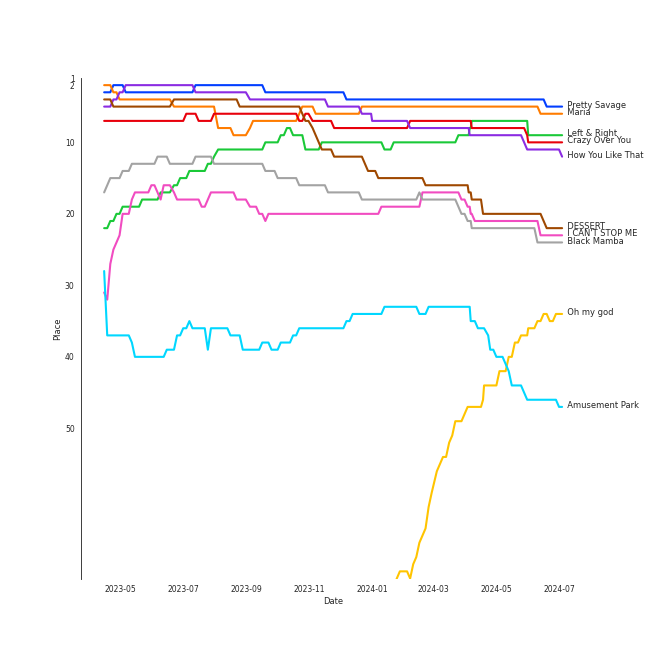 1
2
10
20
30
40
50
Place
Pretty Savage
Maria
Left & Right
Crazy Over You
How You Like That
DESSERT
I CAN'T STOP ME
Black Mamba
Oh my god
Amusement Park
2023-05 2023-07 2023-09 2023-11 2024-01 2024-03 2024-05 2024-07
Date